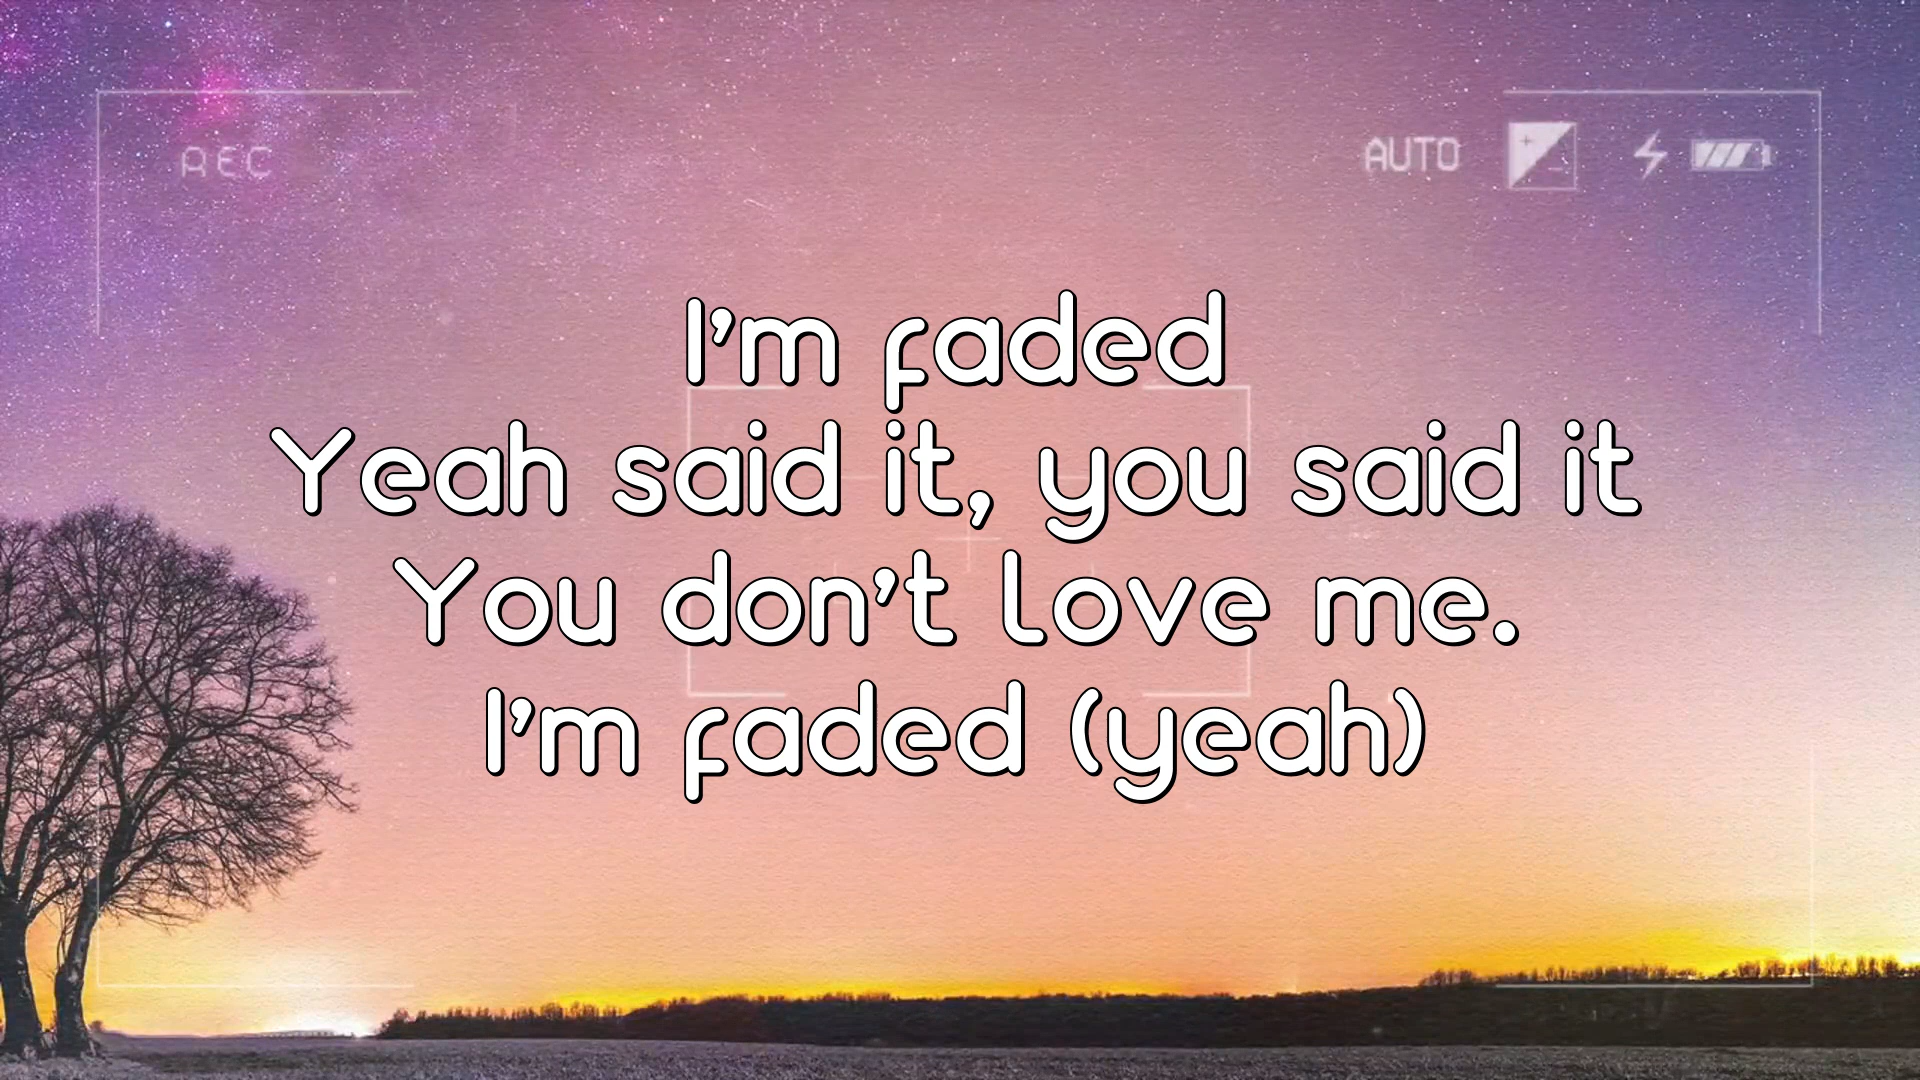 REC
AUTO
I'm faded
Yeah said it, you said it
You don't love me.
I'm faded (yeah)